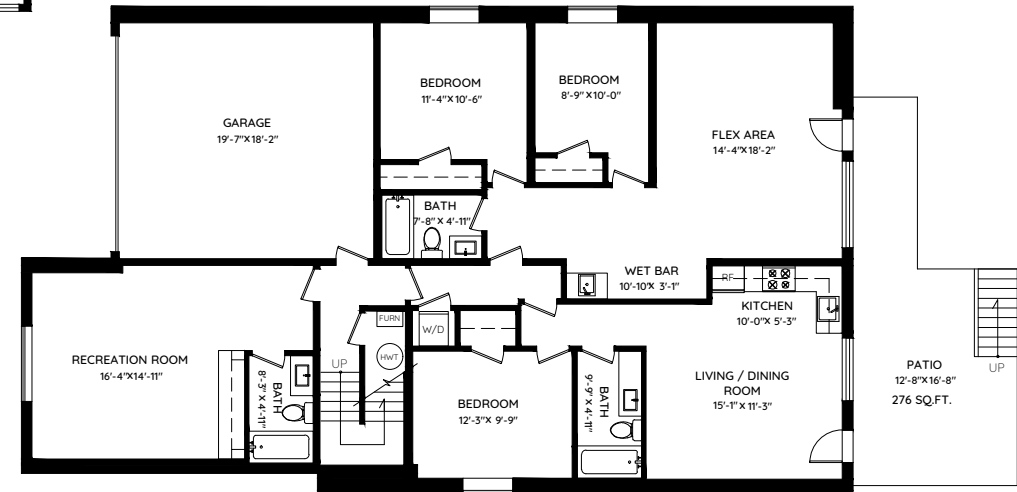 BEDROOM
11'-4"X10'-6"
BEDROOM
8'-9"X10'-0"
GARAGE
19'-7"X18'-2"
FLEX AREA
14'-4"X18'-2"
BATH
7'-8" X 4'-11"
WET BAR
10'-10"X 3'-1"
RF
KITCHEN
10'-0"X 5'-3"
FURN
W/D
HWT
UP
RECREATION ROOM
16'-4"X14'-11"
BATH
8'-3" X 4'-11"
BEDROOM
12'-3"X 9'-9"
BATH
9'-9" X 4'-11"
LIVING / DINING
ROOM
15'-1"X 11'-3"
PATIO
12'-8"X16'-8"
276 SQ.FT.
UP